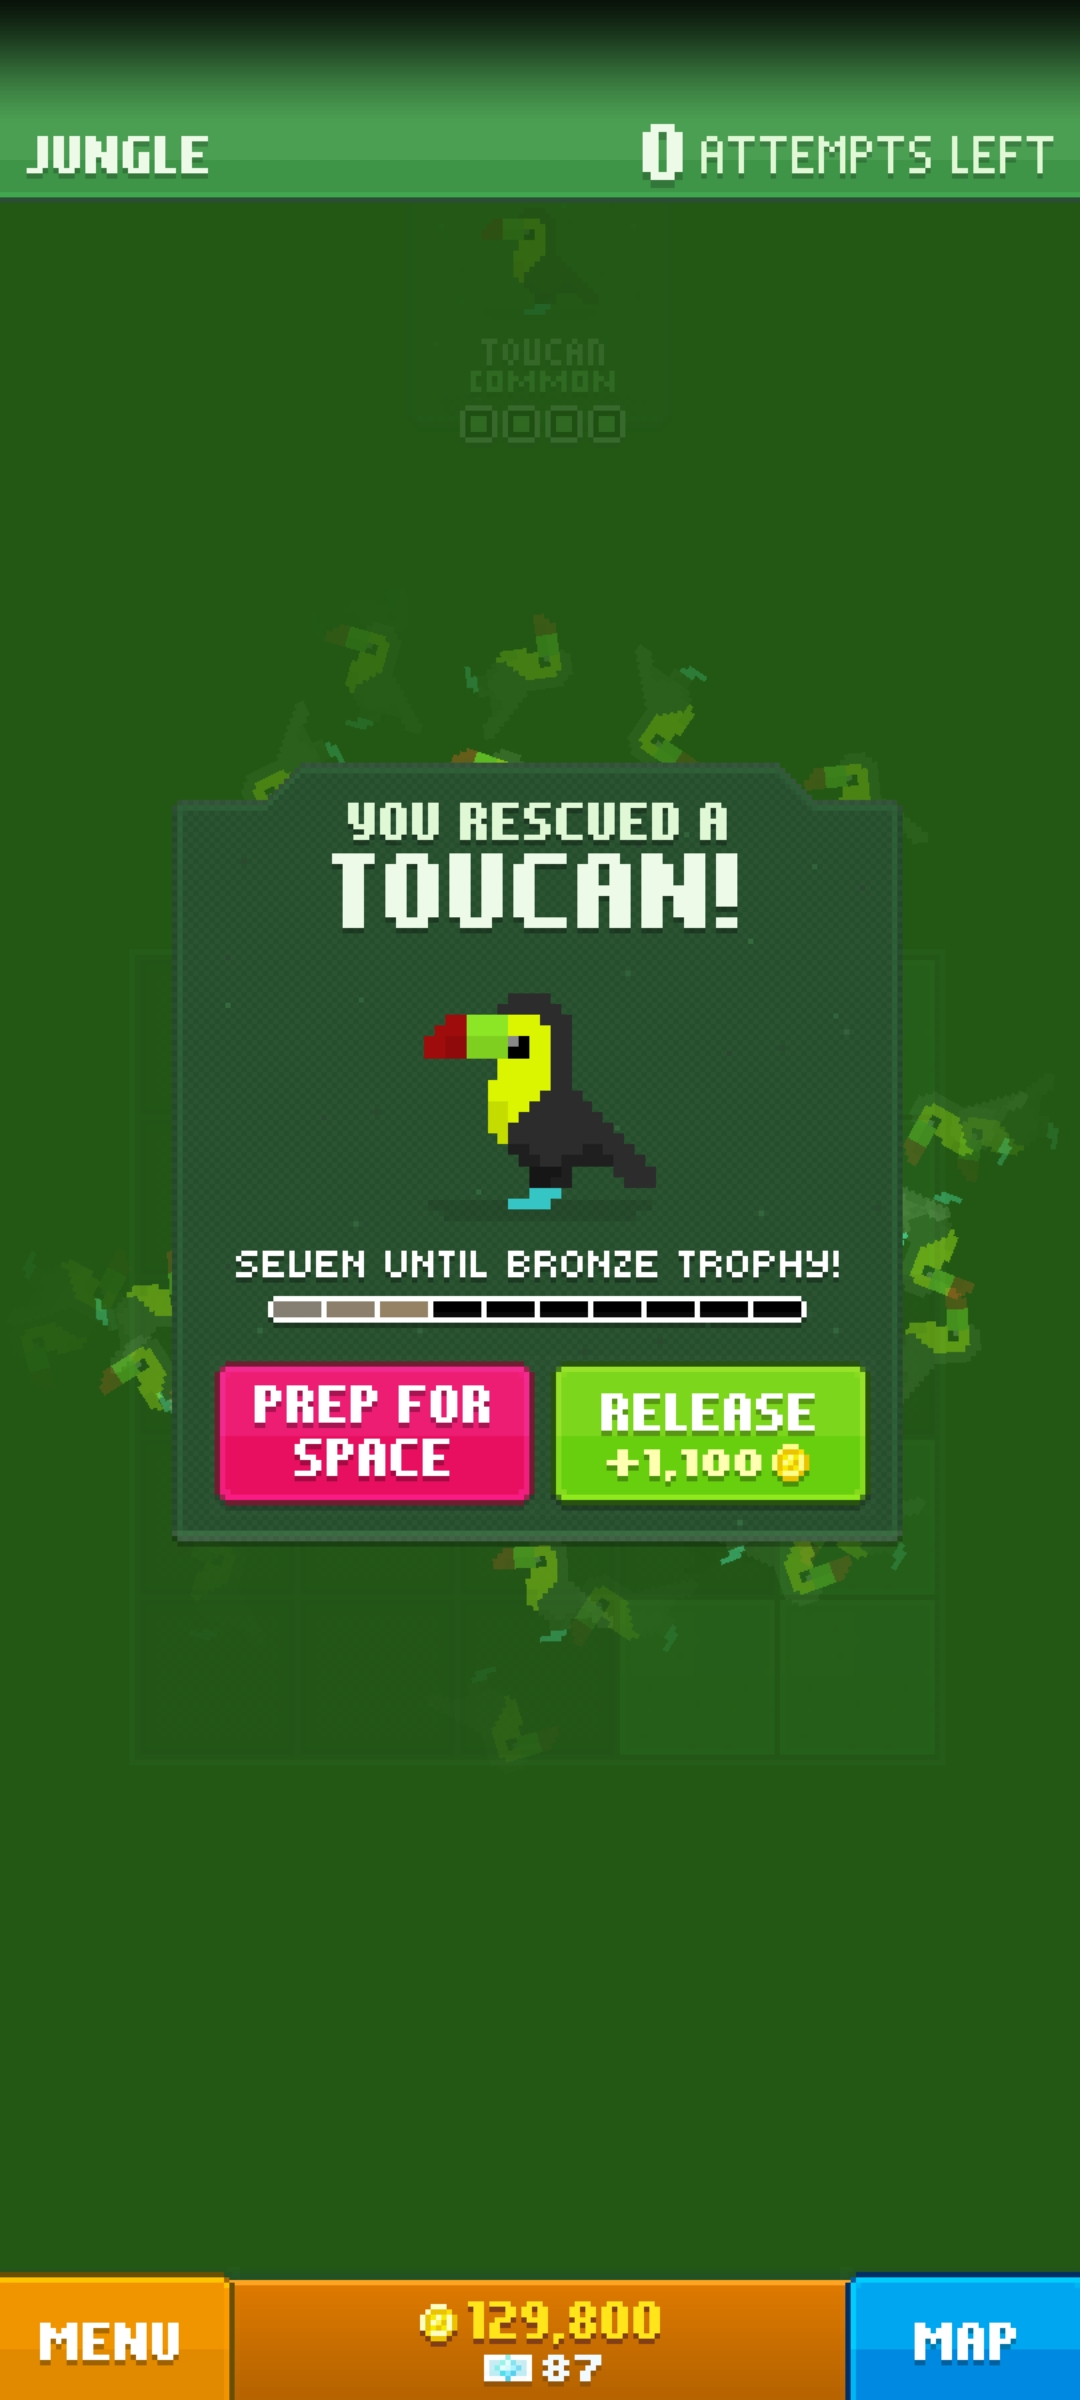 JUNGLE
0 ATTEMPTS LEFT
TOUCAN
COMMON
YOU RESCUED A
TOUCAN!
SEVEN UNTIL BRONZE TROPHY!
PREP FOR
SPACE
RELEASE
+1,100
MENU
129,800
87
MAP